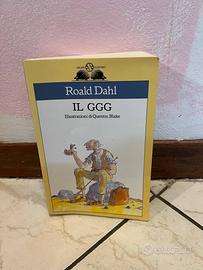 Roald Dahl
IL GGG
Illustrazioni di Quentin Blake